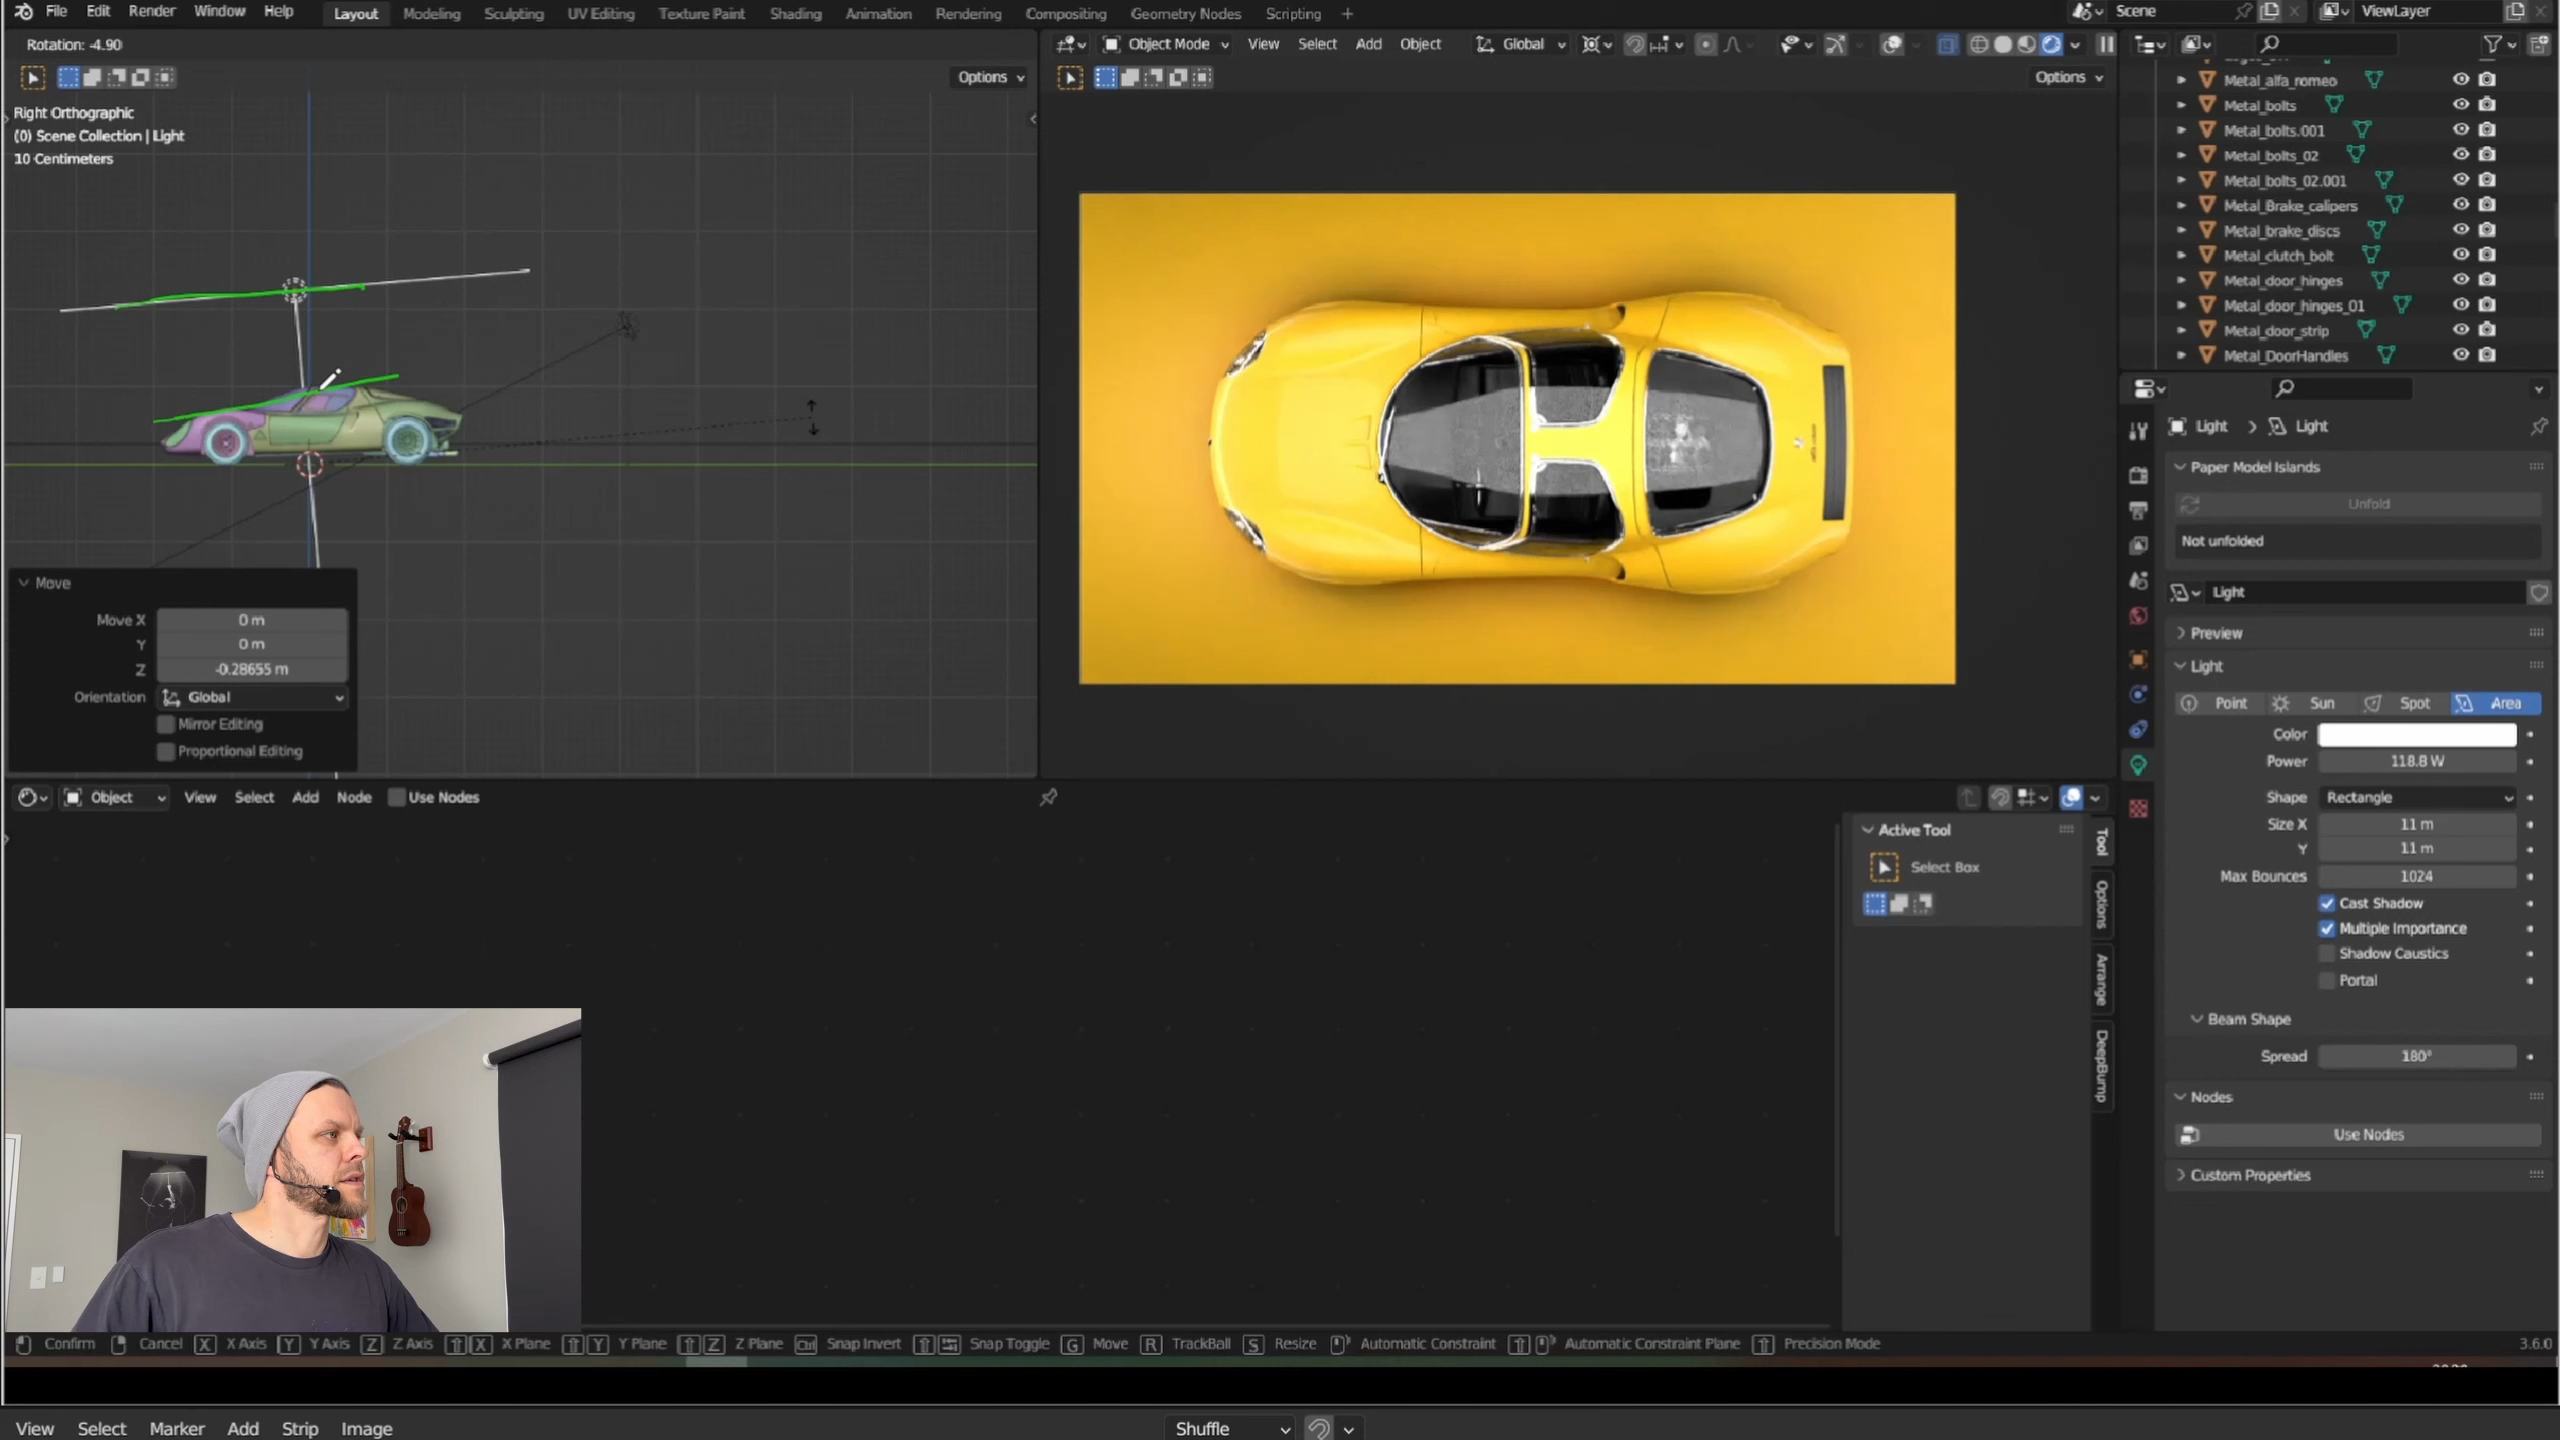 File Edit Render Window Help Layout Modeling Sculpting UV Editing Texture Paint Shading Animation Rendering Compositing Geometry Nodes Scripting + Scene ViewLayer
Rotation: -4.90
Object Mode View Select Add Object Global
Options
Options
Right Orthographic
(0) Scene Collection | Light
10 Centimeters
Metal_alfa_romeo
Metal_bolts
Metal_bolts.001
Metal_bolts_02
Metal_bolts_02.001
Metal_Brake_calipers
Metal_brake_discs
Metal_clutch_bolt
Metal_door_hinges
Metal_door_hinges_01
Metal_door_strip
Metal_DoorHandles
Light > Light
Paper Model Islands
Unfold
Not unfolded
Light
Preview
Light
Point Sun Spot Area
Color
Power 118.8 W
Shape Rectangle
Size X 11 m
Y 11 m
Max Bounces 1024
Cast Shadow
Multiple Importance
Shadow Caustics
Portal
Beam Shape
Spread 180°
Nodes
Use Nodes
Custom Properties
Move
Move X 0 m
Y 0 m
Z -0.28655 m
Orientation Global
Mirror Editing
Proportional Editing
Object View Select Add Node Use Nodes
Active Tool
Select Box
Tool
Options
Arrange
DeepBump
Confirm Cancel X X Axis Y Y Axis Z Z Axis X X Plane Y Y Plane Z Z Plane Ctrl Snap Invert Snap Toggle G Move R TrackBall S Resize Automatic Constraint Automatic Constraint Plane Precision Mode 3.6.0
View Select Marker Add Strip Image Shuffle